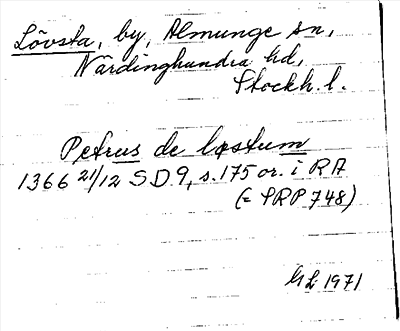 Lövsta, by, Almunge sn,
Närdinghundra hd,
Stockh. l.
Petrus de løstum
1366 21/12 SD 9, s. 175 or. i RA
(= SRP 748)
GL 1971